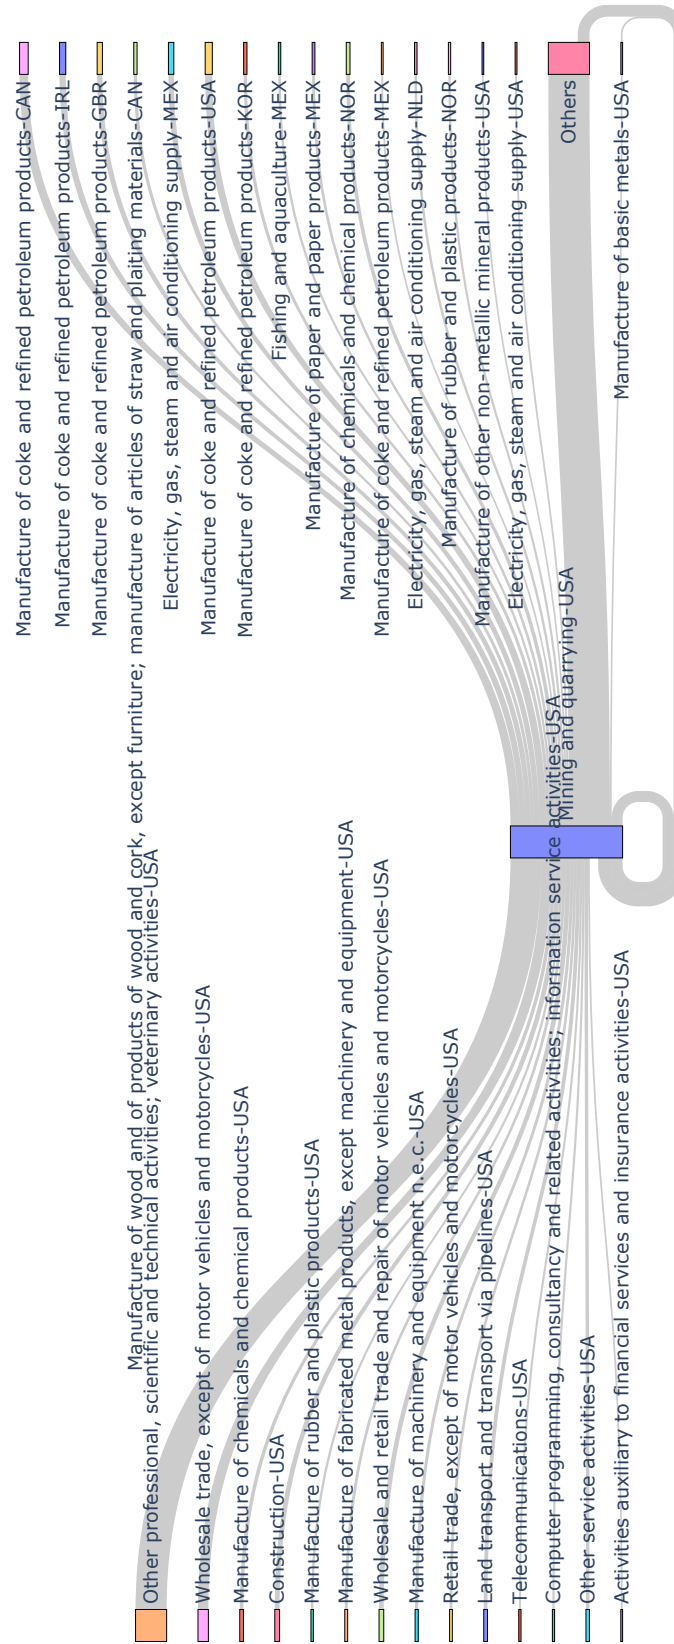 Manufacture of coke and refined petroleum products-CAN
Manufacture of coke and refined petroleum products-IRL
Manufacture of coke and refined petroleum products-GBR
Manufacture of wood and of products of wood and cork, except furniture; manufacture of articles of straw and plaiting materials-CAN
Electricity, gas, steam and air conditioning supply-MEX
Manufacture of coke and refined petroleum products-USA
Manufacture of coke and refined petroleum products-KOR
Fishing and aquaculture-MEX
Manufacture of paper and paper products-MEX
Manufacture of chemicals and chemical products-NOR
Manufacture of coke and refined petroleum products-MEX
Electricity, gas, steam and air conditioning supply-NLD
Manufacture of rubber and plastic products-NOR
Manufacture of other non-metallic mineral products-USA
Electricity, gas, steam and air conditioning supply-USA
Others
Manufacture of basic metals-USA
Mining and quarrying-USA
Other professional, scientific and technical activities; veterinary activities-USA
Wholesale trade, except of motor vehicles and motorcycles-USA
Manufacture of chemicals and chemical products-USA
Construction-USA
Manufacture of rubber and plastic products-USA
Manufacture of fabricated metal products, except machinery and equipment-USA
Wholesale and retail trade and repair of motor vehicles and motorcycles-USA
Manufacture of machinery and equipment n.e.c.-USA
Retail trade, except of motor vehicles and motorcycles-USA
Land transport and transport via pipelines-USA
Telecommunications-USA
Computer programming, consultancy and related activities; information service activities-USA
Other service activities-USA
Activities auxiliary to financial services and insurance activities-USA